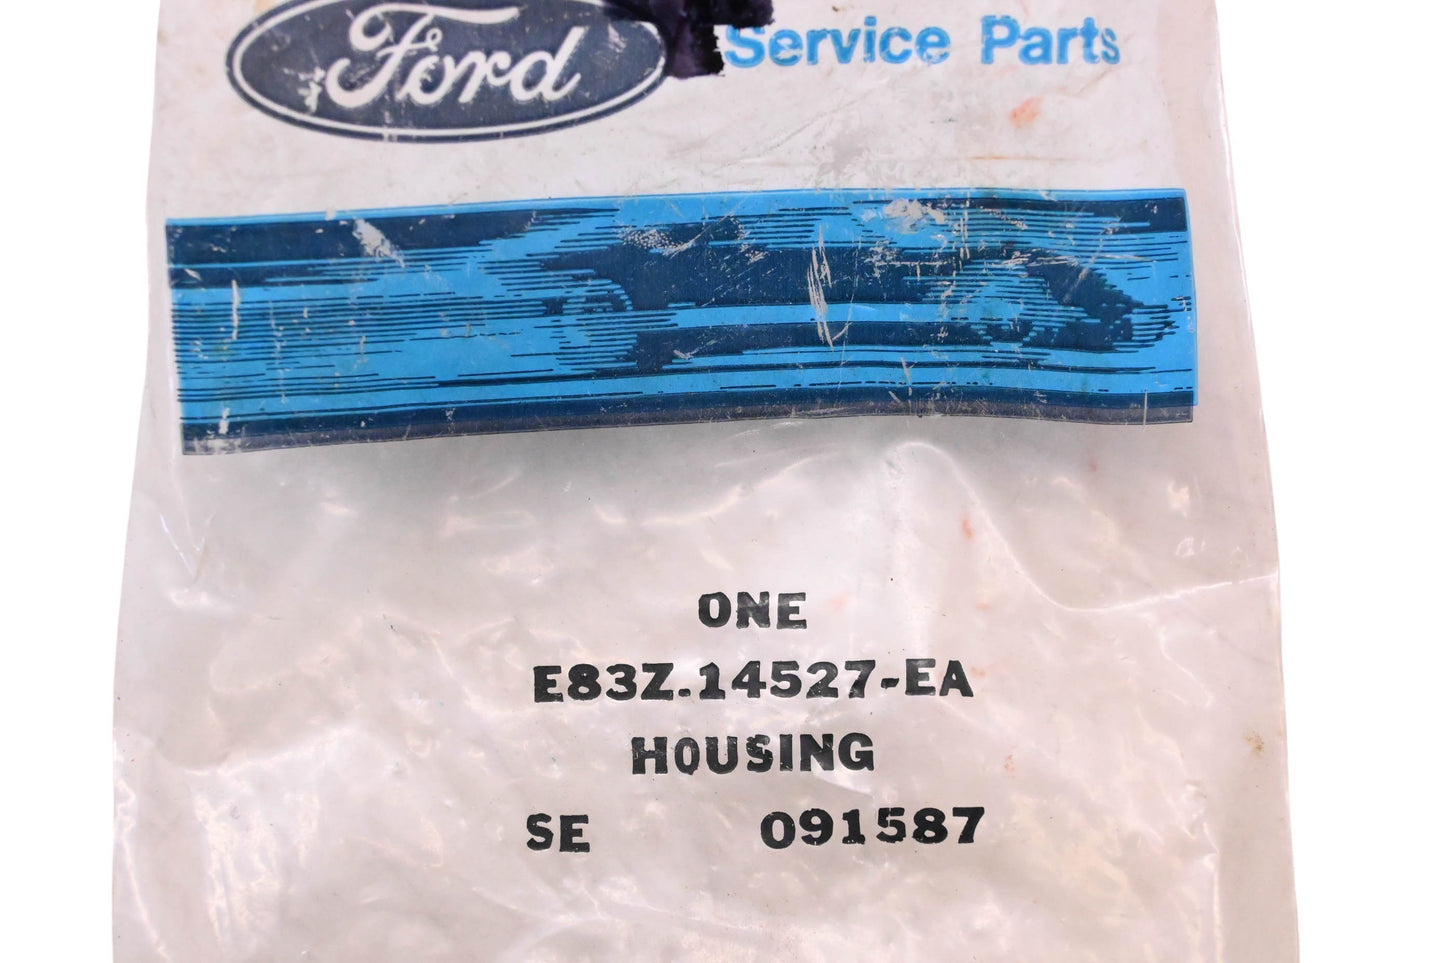 Ford Service Parts
ONE
E83Z.14527-EA
HOUSING
SE 091587